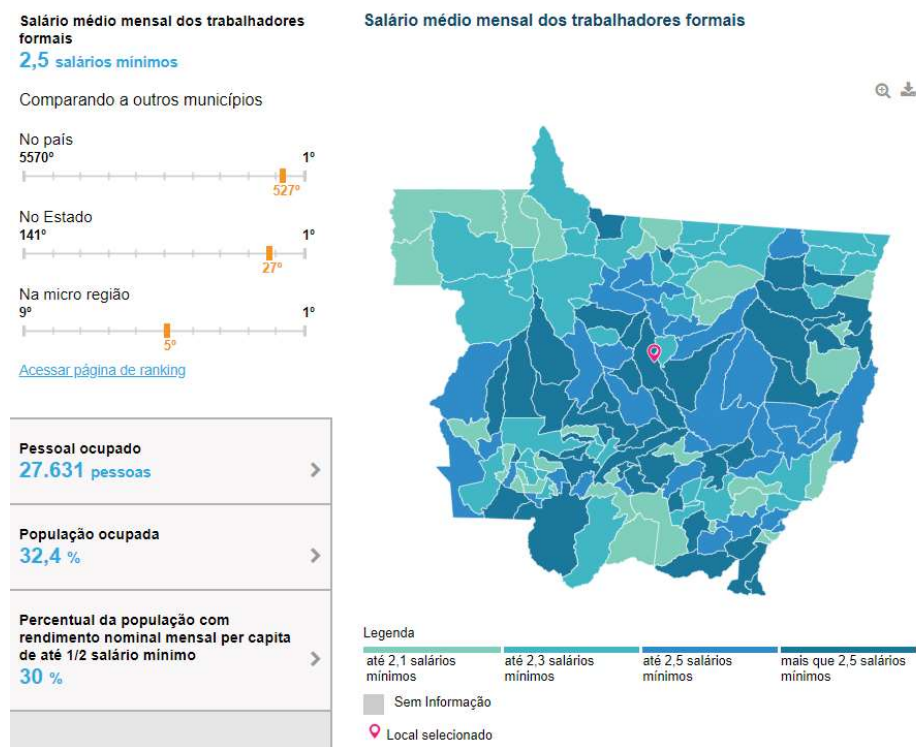 Salário médio mensal dos trabalhadores
formais
2,5 salários mínimos
Comparando a outros municípios
No país
5570º 1º
527º
No Estado
141º 1º
27º
Na micro região
9º 1º
5º
Acessar página de ranking
Pessoal ocupado
27.631 pessoas
População ocupada
32,4 %
Percentual da população com
rendimento nominal mensal per capita
de até 1/2 salário mínimo
30 %
Salário médio mensal dos trabalhadores formais
Legenda
até 2,1 salários
mínimos
até 2,3 salários
mínimos
até 2,5 salários
mínimos
mais que 2,5 salários
mínimos
Sem Informação
Local selecionado